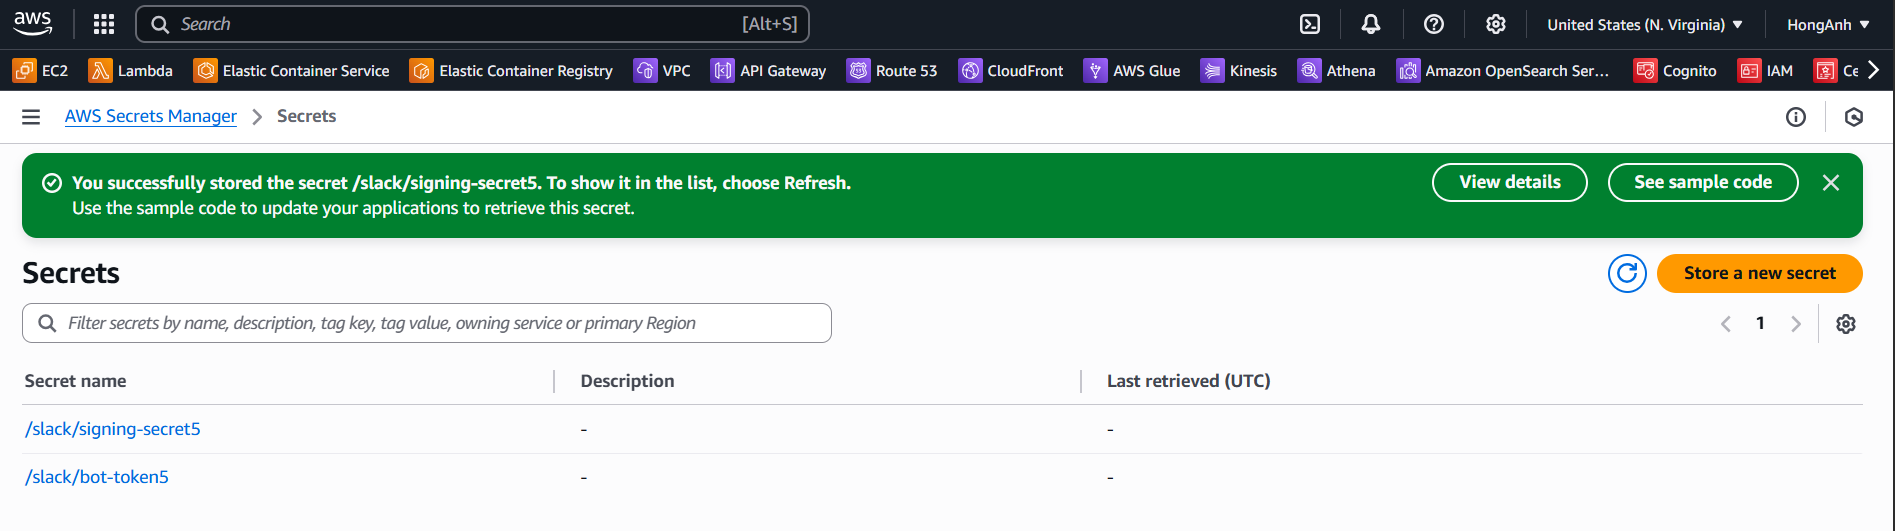 aws
Search [Alt+S]
United States (N. Virginia)
HongAnh
EC2 Lambda Elastic Container Service Elastic Container Registry VPC API Gateway Route 53 CloudFront AWS Glue Kinesis Athena Amazon OpenSearch Ser... Cognito IAM Ce
AWS Secrets Manager > Secrets
You successfully stored the secret /slack/signing-secret5. To show it in the list, choose Refresh.
Use the sample code to update your applications to retrieve this secret.
View details
See sample code
Secrets
Store a new secret
Filter secrets by name, description, tag key, tag value, owning service or primary Region
1
Secret name Description Last retrieved (UTC)
/slack/signing-secret5 - -
/slack/bot-token5 - -